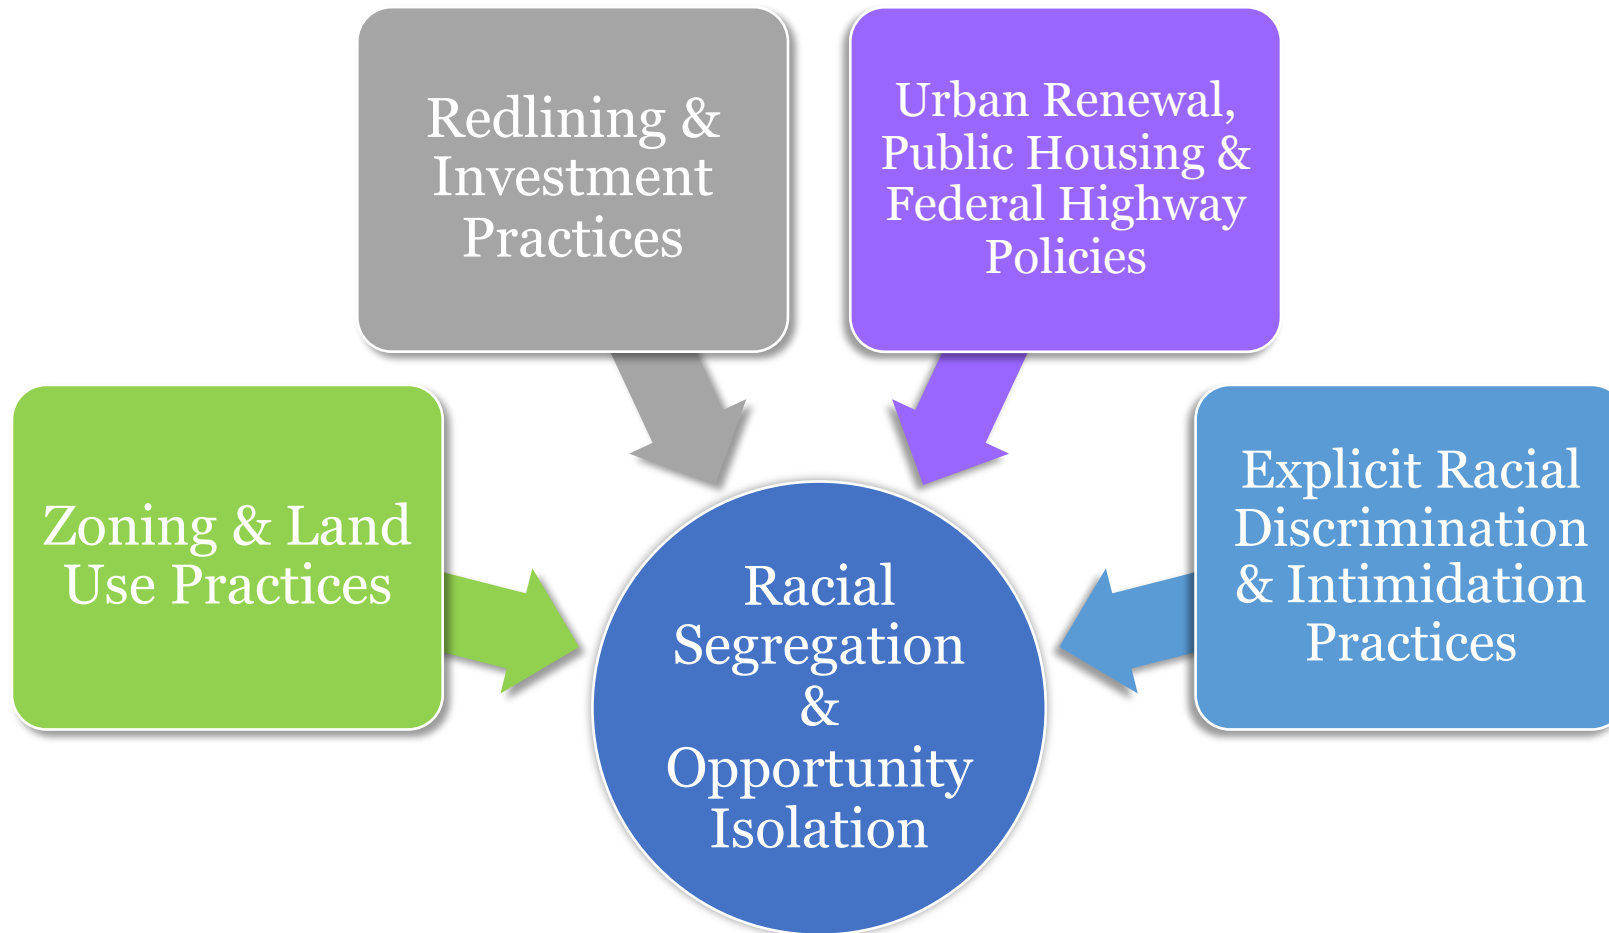 Redlining &
Investment
Practices
Urban Renewal,
Public Housing &
Federal Highway
Policies
Zoning & Land
Use Practices
Explicit Racial
Discrimination
& Intimidation
Practices
Racial
Segregation
&
Opportunity
Isolation